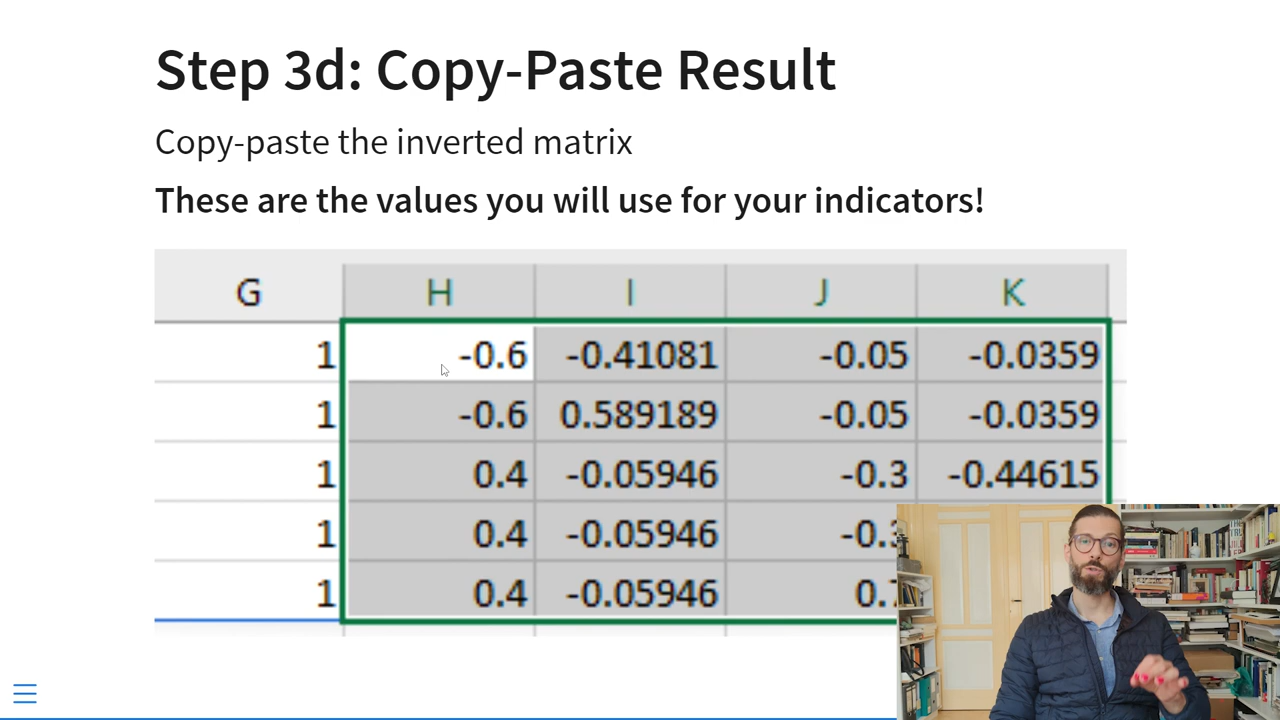 Step 3d: Copy-Paste Result
Copy-paste the inverted matrix
These are the values you will use for your indicators!
G H I J K
1 -0.6 -0.41081 -0.05 -0.0359
1 -0.6 0.589189 -0.05 -0.0359
1 0.4 -0.05946 -0.3 -0.44615
1 0.4 -0.05946
1 0.4 -0.05946